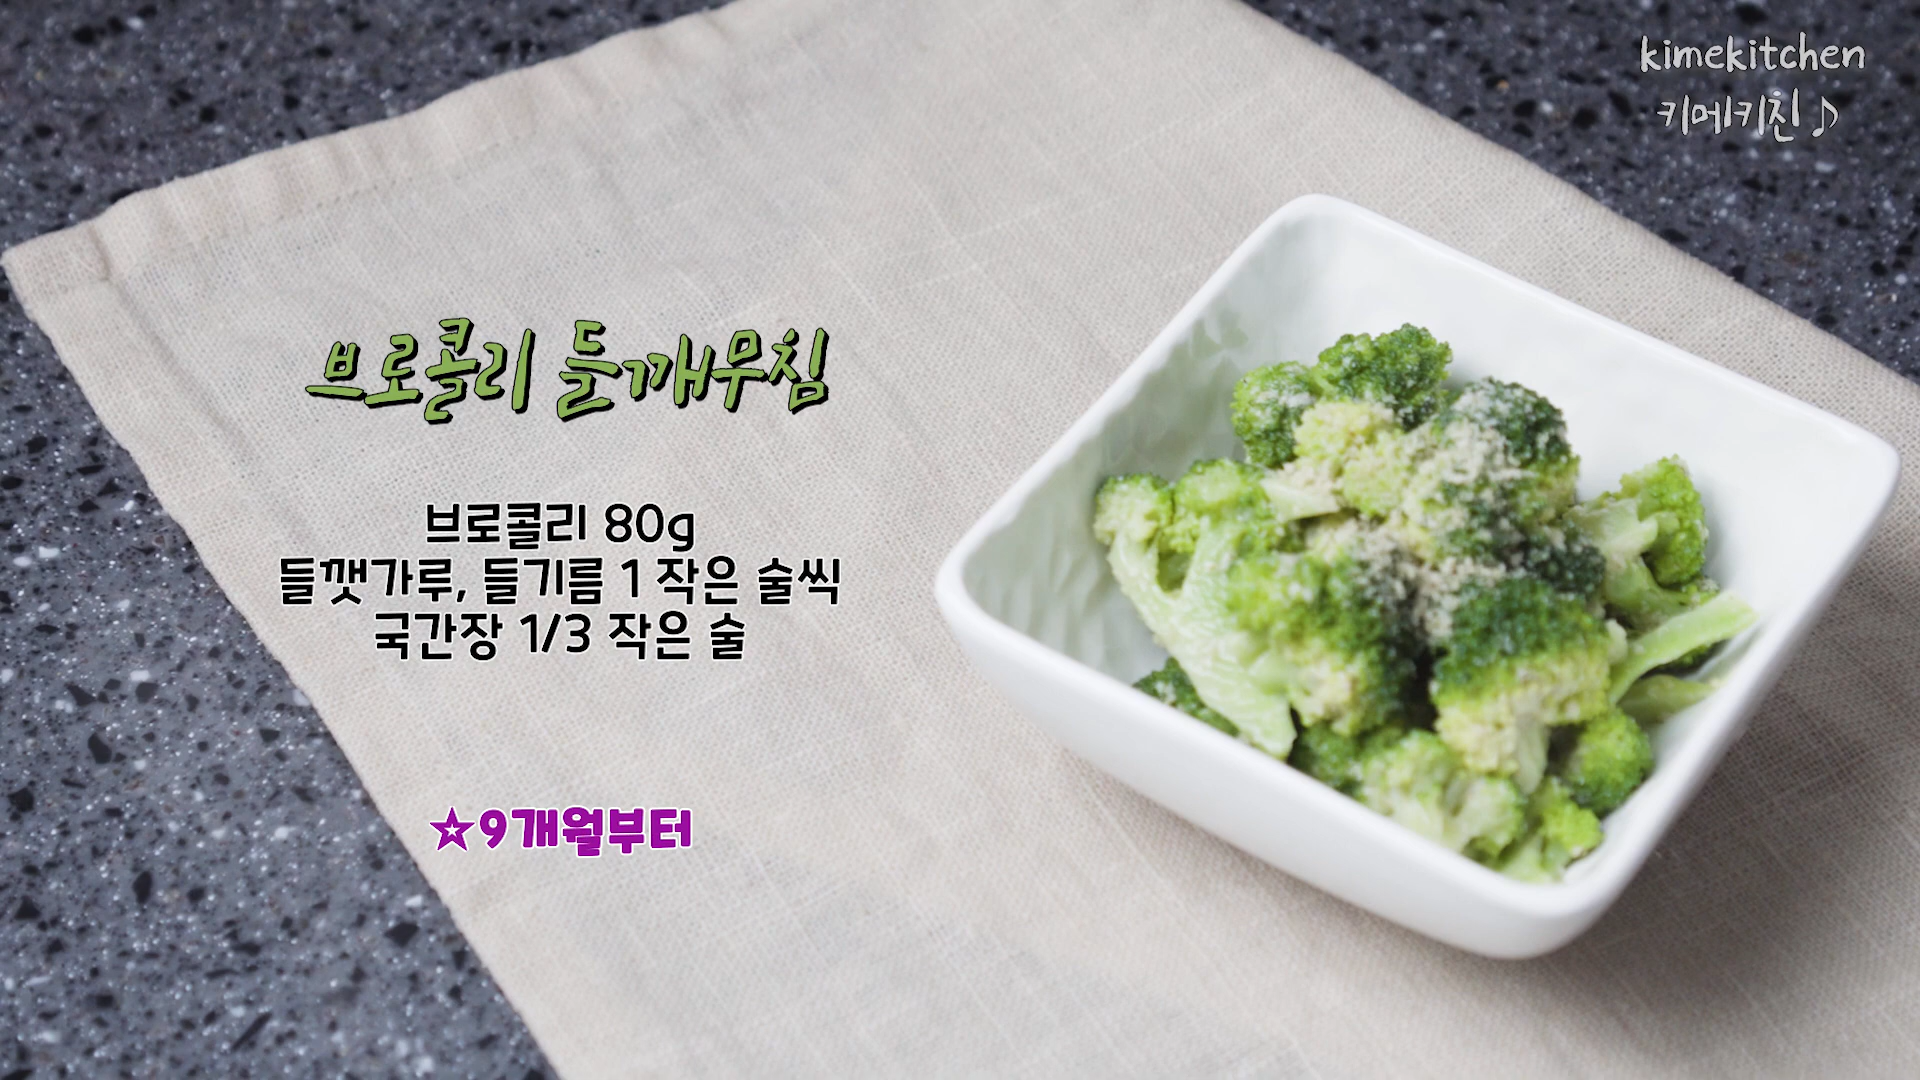 kimekitchen
키메키친♪
브로콜리 들깨무침
브로콜리 80g
들깻가루, 들기름 1 작은 술씩
국간장 1/3 작은 술
☆9개월부터